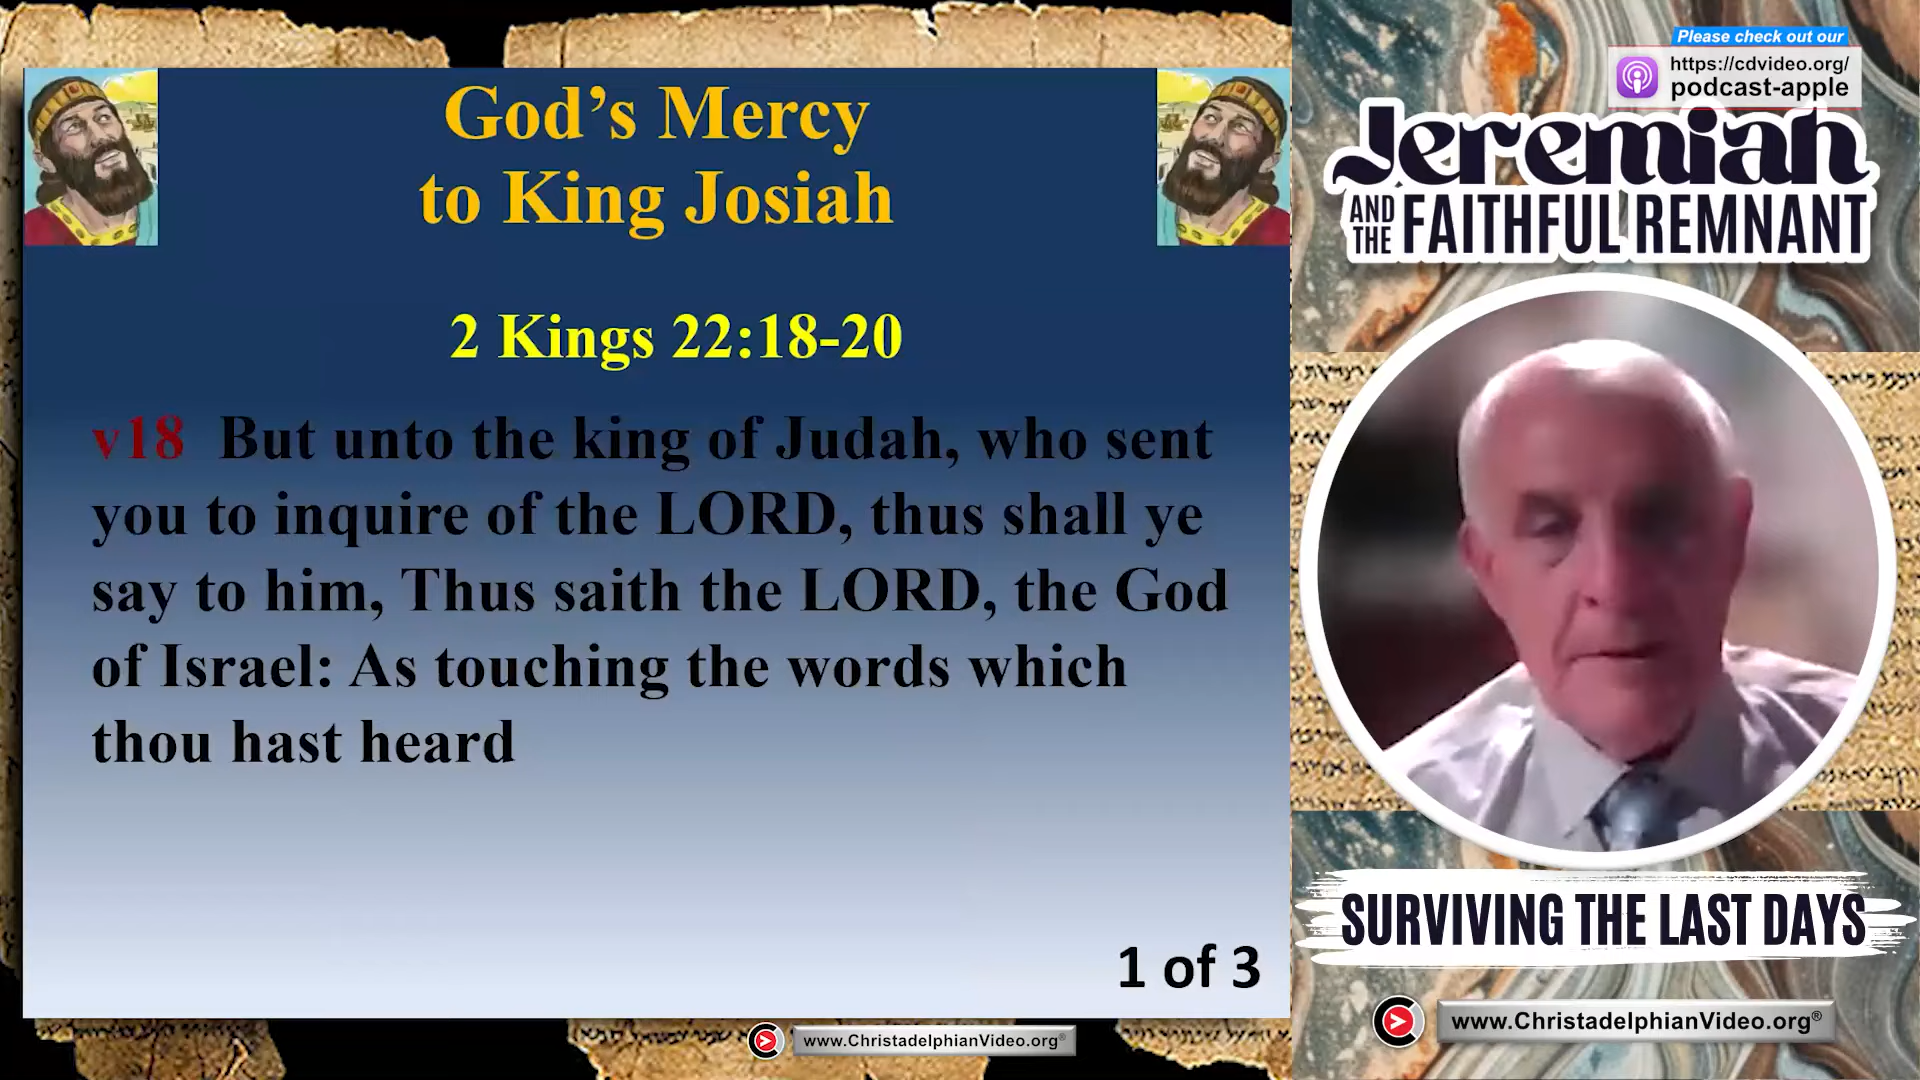 God’s Mercy
to King Josiah
2 Kings 22:18-20
v18 But unto the king of Judah, who sent
you to inquire of the LORD, thus shall ye
say to him, Thus saith the LORD, the God
of Israel: As touching the words which
thou hast heard
1 of 3
www.ChristadelphianVideo.org®
Please check out our
https://cdvideo.org/
podcast-apple
Jeremiah
AND THE FAITHFUL REMNANT
SURVIVING THE LAST DAYS
www.ChristadelphianVideo.org®